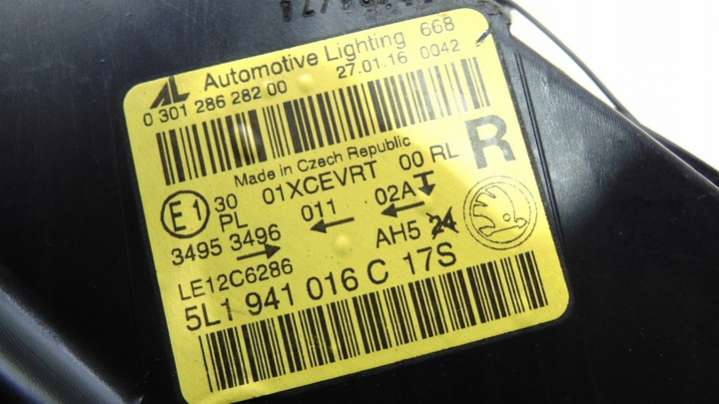 AL Automotive Lighting 668
0 301 286 282 00 27.01.16 0042
Made in Czech Republic
R
E1 30 01XCEVRT 00 RL
PL 011 02A
3495 3496 AH5 24
LE12C6286
5L1 941 016 C 17S